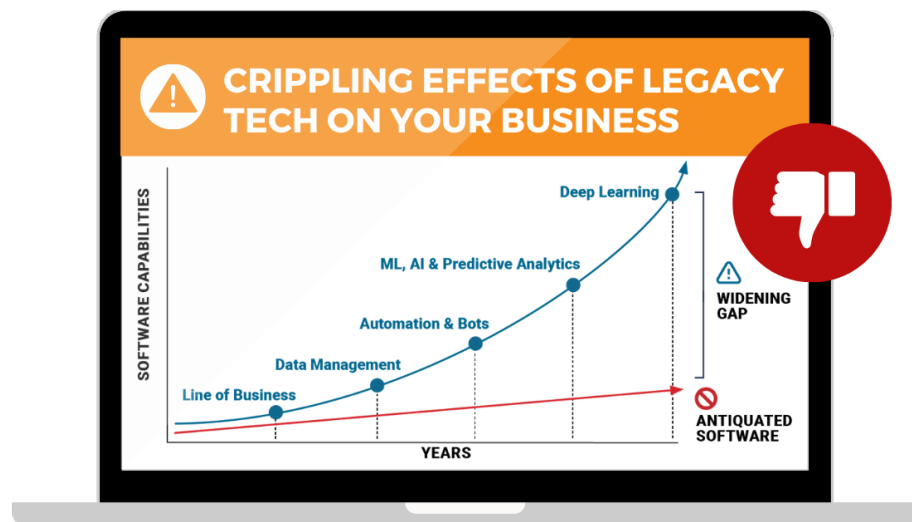 CRIPPLING EFFECTS OF LEGACY
TECH ON YOUR BUSINESS
SOFTWARE CAPABILITIES
Deep Learning
ML, AI & Predictive Analytics
Automation & Bots
Data Management
Line of Business
WIDENING
GAP
ANTIQUATED
SOFTWARE
YEARS